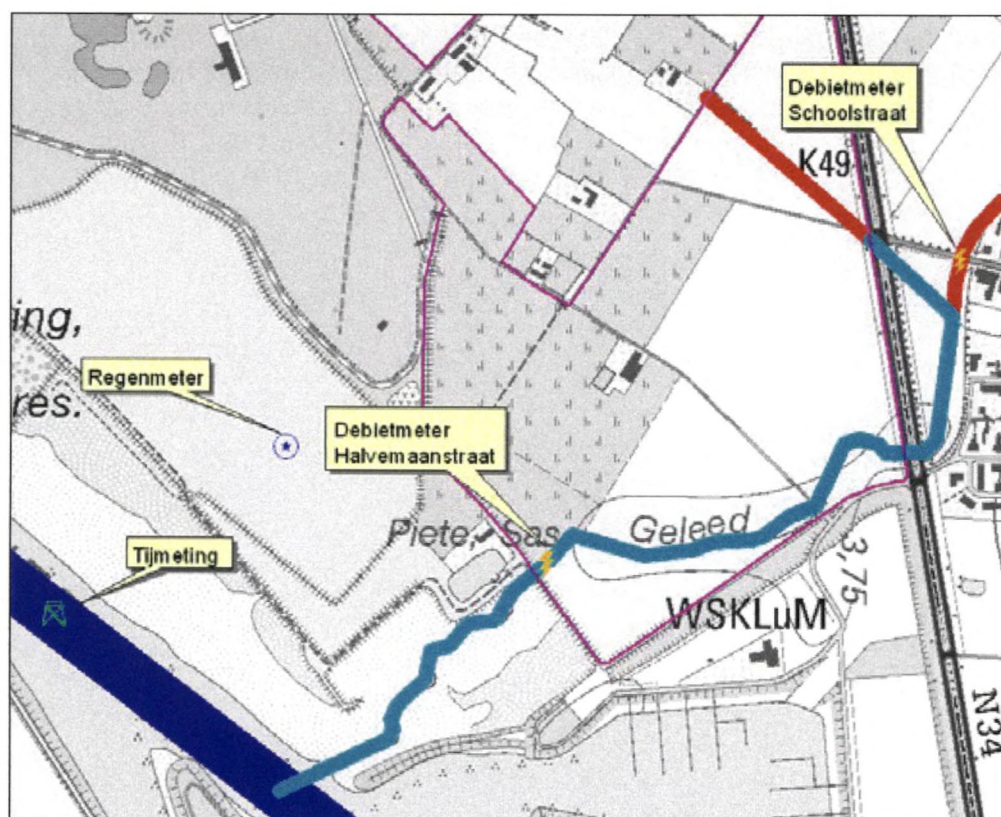 Debietmeter
Schoolstraat
K49
ing,
Regenmeter
res.
Debietmeter
Halvemaanstraat
Piete, Sas
Geleed
Tijmeting
3,75
WSKLuM
N34